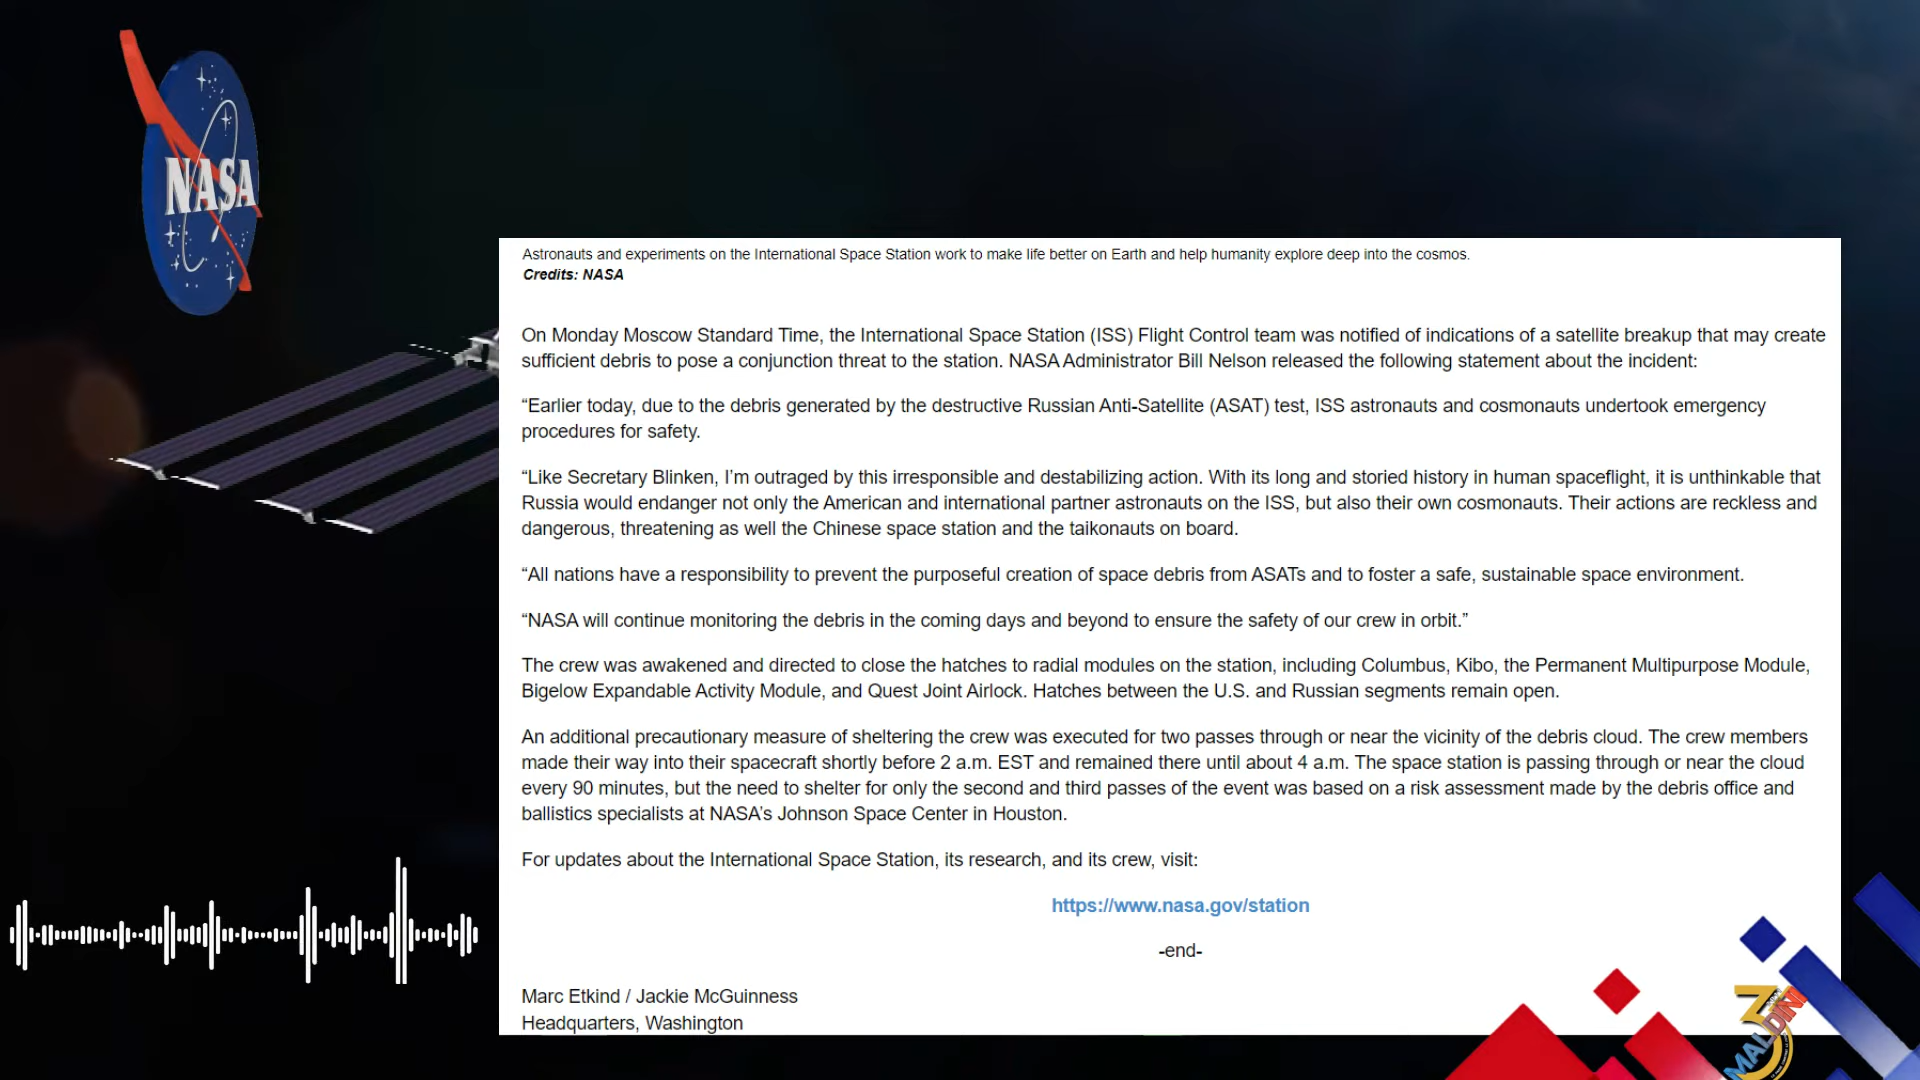 NASA
Astronauts and experiments on the International Space Station work to make life better on Earth and help humanity explore deep into the cosmos.
Credits: NASA
On Monday Moscow Standard Time, the International Space Station (ISS) Flight Control team was notified of indications of a satellite breakup that may create
sufficient debris to pose a conjunction threat to the station. NASA Administrator Bill Nelson released the following statement about the incident:
“Earlier today, due to the debris generated by the destructive Russian Anti-Satellite (ASAT) test, ISS astronauts and cosmonauts undertook emergency
procedures for safety.
“Like Secretary Blinken, I’m outraged by this irresponsible and destabilizing action. With its long and storied history in human spaceflight, it is unthinkable that
Russia would endanger not only the American and international partner astronauts on the ISS, but also their own cosmonauts. Their actions are reckless and
dangerous, threatening as well the Chinese space station and the taikonauts on board.
“All nations have a responsibility to prevent the purposeful creation of space debris from ASATs and to foster a safe, sustainable space environment.
“NASA will continue monitoring the debris in the coming days and beyond to ensure the safety of our crew in orbit.”
The crew was awakened and directed to close the hatches to radial modules on the station, including Columbus, Kibo, the Permanent Multipurpose Module,
Bigelow Expandable Activity Module, and Quest Joint Airlock. Hatches between the U.S. and Russian segments remain open.
An additional precautionary measure of sheltering the crew was executed for two passes through or near the vicinity of the debris cloud. The crew members
made their way into their spacecraft shortly before 2 a.m. EST and remained there until about 4 a.m. The space station is passing through or near the cloud
every 90 minutes, but the need to shelter for only the second and third passes of the event was based on a risk assessment made by the debris office and
ballistics specialists at NASA’s Johnson Space Center in Houston.
For updates about the International Space Station, its research, and its crew, visit:
https://www.nasa.gov/station
-end-
Marc Etkind / Jackie McGuinness
Headquarters, Washington
3
MALDINI